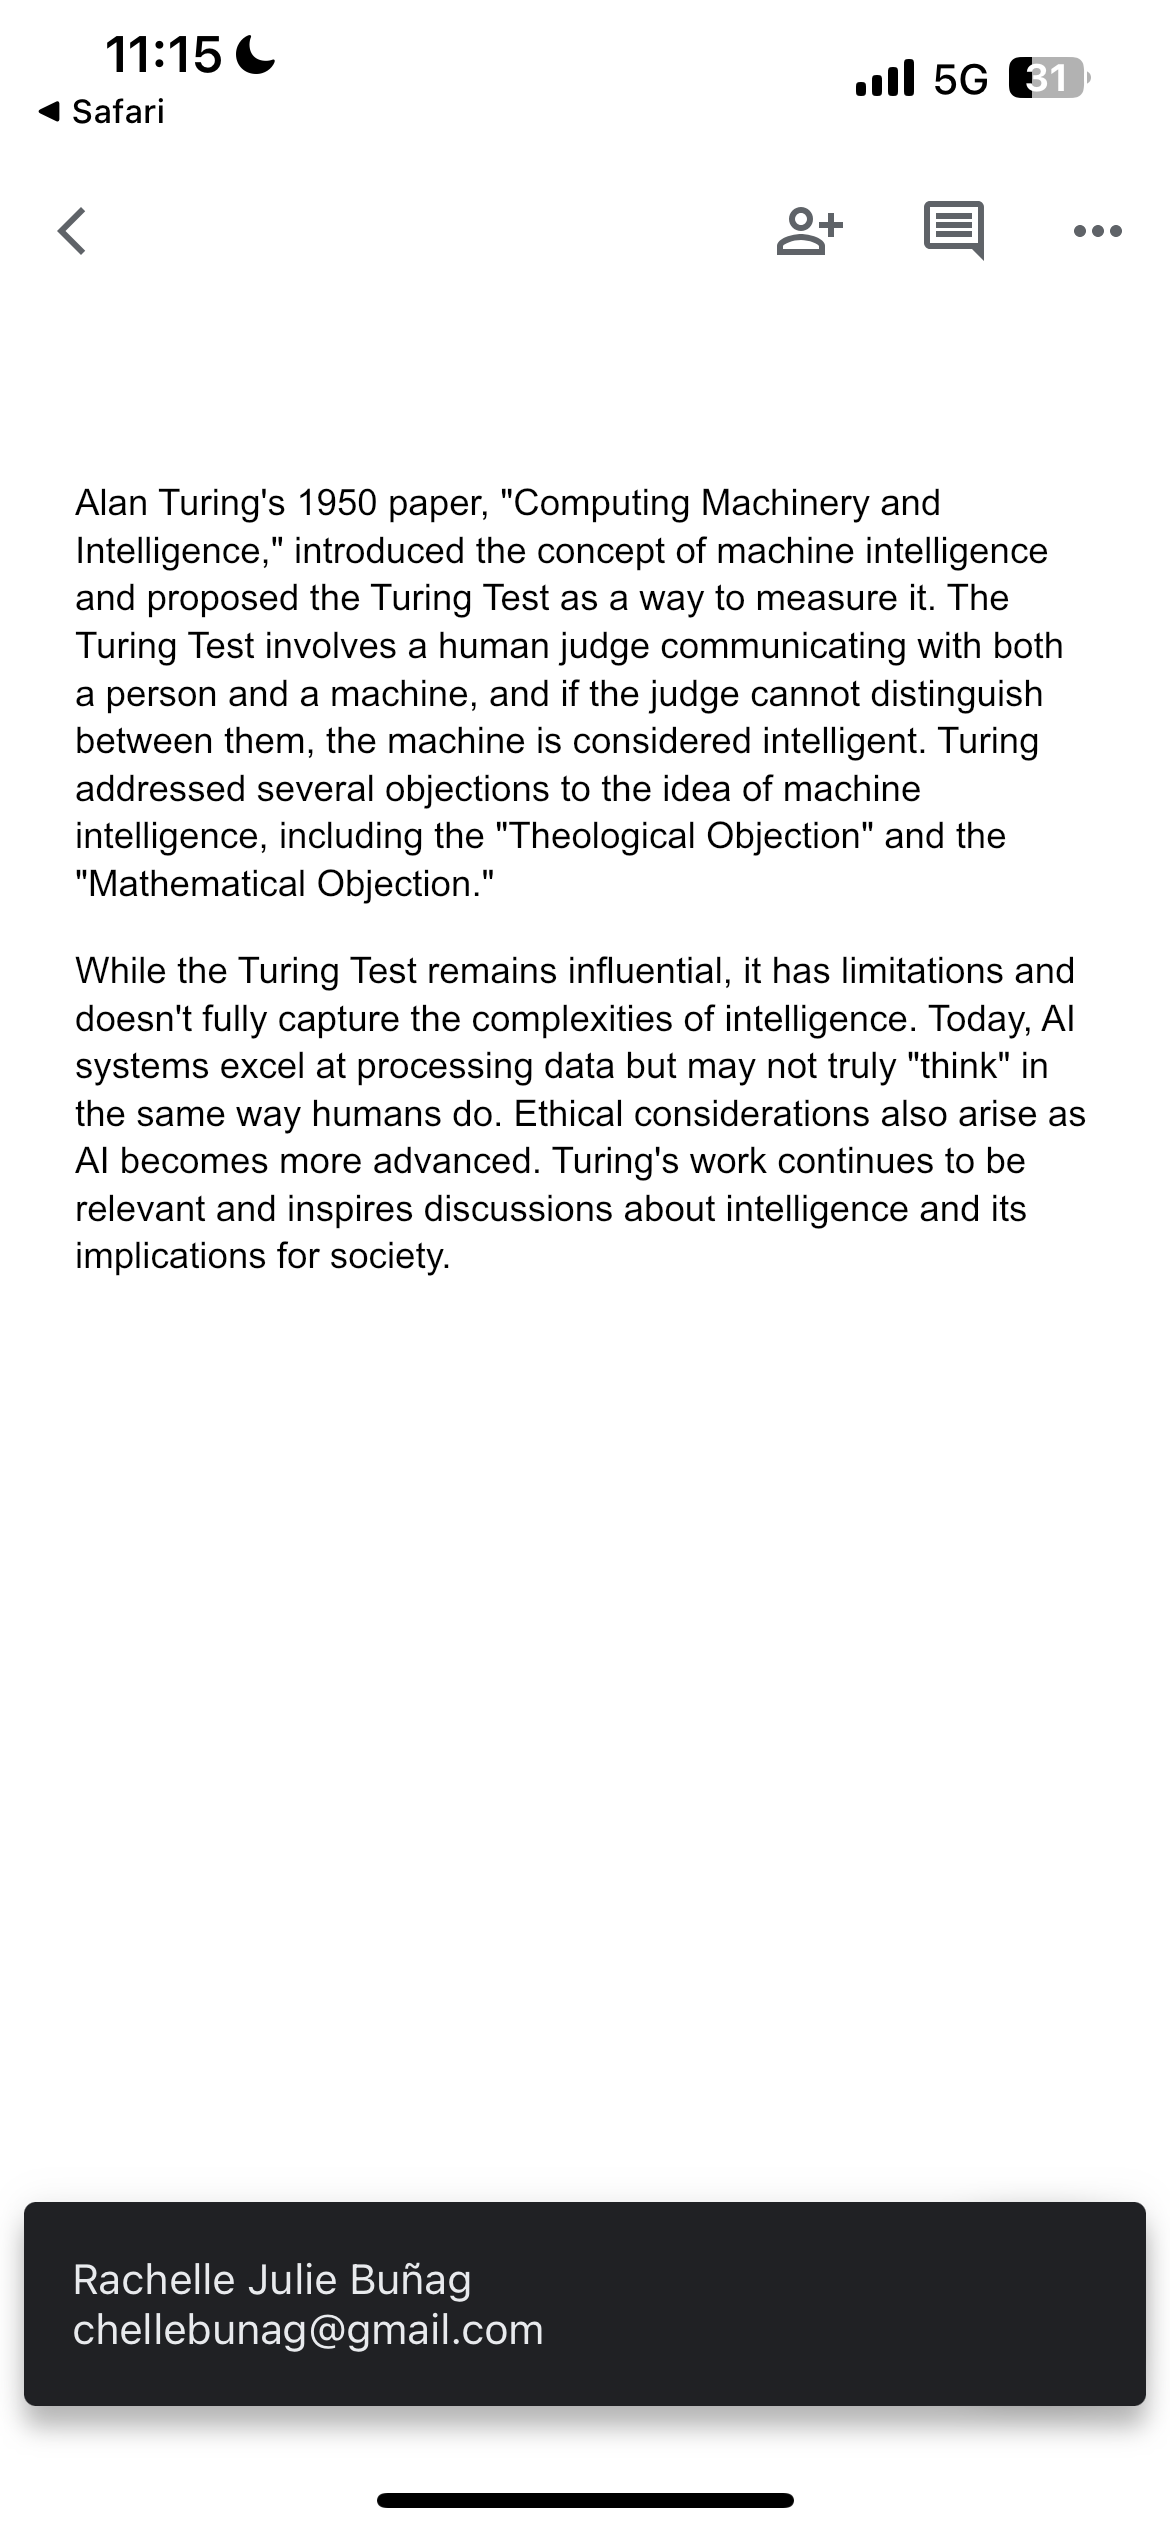 11:15
5G 31
Safari
Alan Turing's 1950 paper, "Computing Machinery and
Intelligence," introduced the concept of machine intelligence
and proposed the Turing Test as a way to measure it. The
Turing Test involves a human judge communicating with both
a person and a machine, and if the judge cannot distinguish
between them, the machine is considered intelligent. Turing
addressed several objections to the idea of machine
intelligence, including the "Theological Objection" and the
"Mathematical Objection."
While the Turing Test remains influential, it has limitations and
doesn't fully capture the complexities of intelligence. Today, AI
systems excel at processing data but may not truly "think" in
the same way humans do. Ethical considerations also arise as
AI becomes more advanced. Turing's work continues to be
relevant and inspires discussions about intelligence and its
implications for society.
Rachelle Julie Buñag
chellebunag@gmail.com